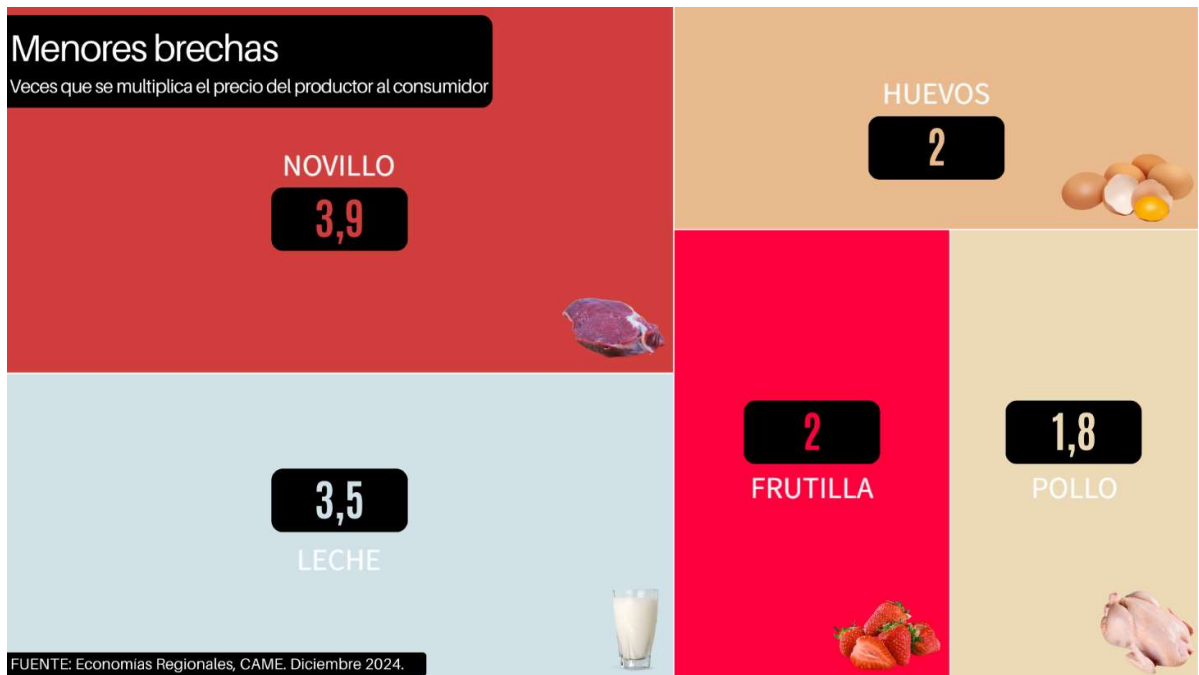 Menores brechas
Veces que se multiplica el precio del productor al consumidor
NOVILLO
3,9
HUEVOS
2
3,5
LECHE
2
FRUTILLA
1,8
POLLO
FUENTE: Economías Regionales, CAME. Diciembre 2024.